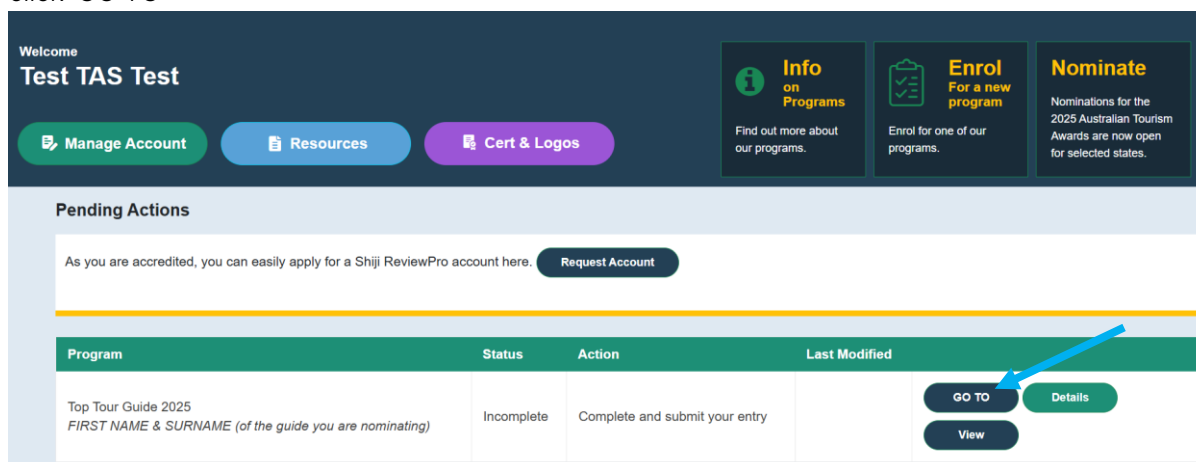 click 'GO TO'
Welcome
Test TAS Test
Manage Account
Resources
Cert & Logos
Info
on
Programs
Find out more about
our programs.
Enrol
For a new
program
Enrol for one of our
programs.
Nominate
Nominations for the
2025 Australian Tourism
Awards are now open
for selected states.
Pending Actions
As you are accredited, you can easily apply for a Shiji ReviewPro account here. Request Account
Program Status Action Last Modified
Top Tour Guide 2025
FIRST NAME & SURNAME (of the guide you are nominating)
Incomplete
Complete and submit your entry
GO TO
Details
View